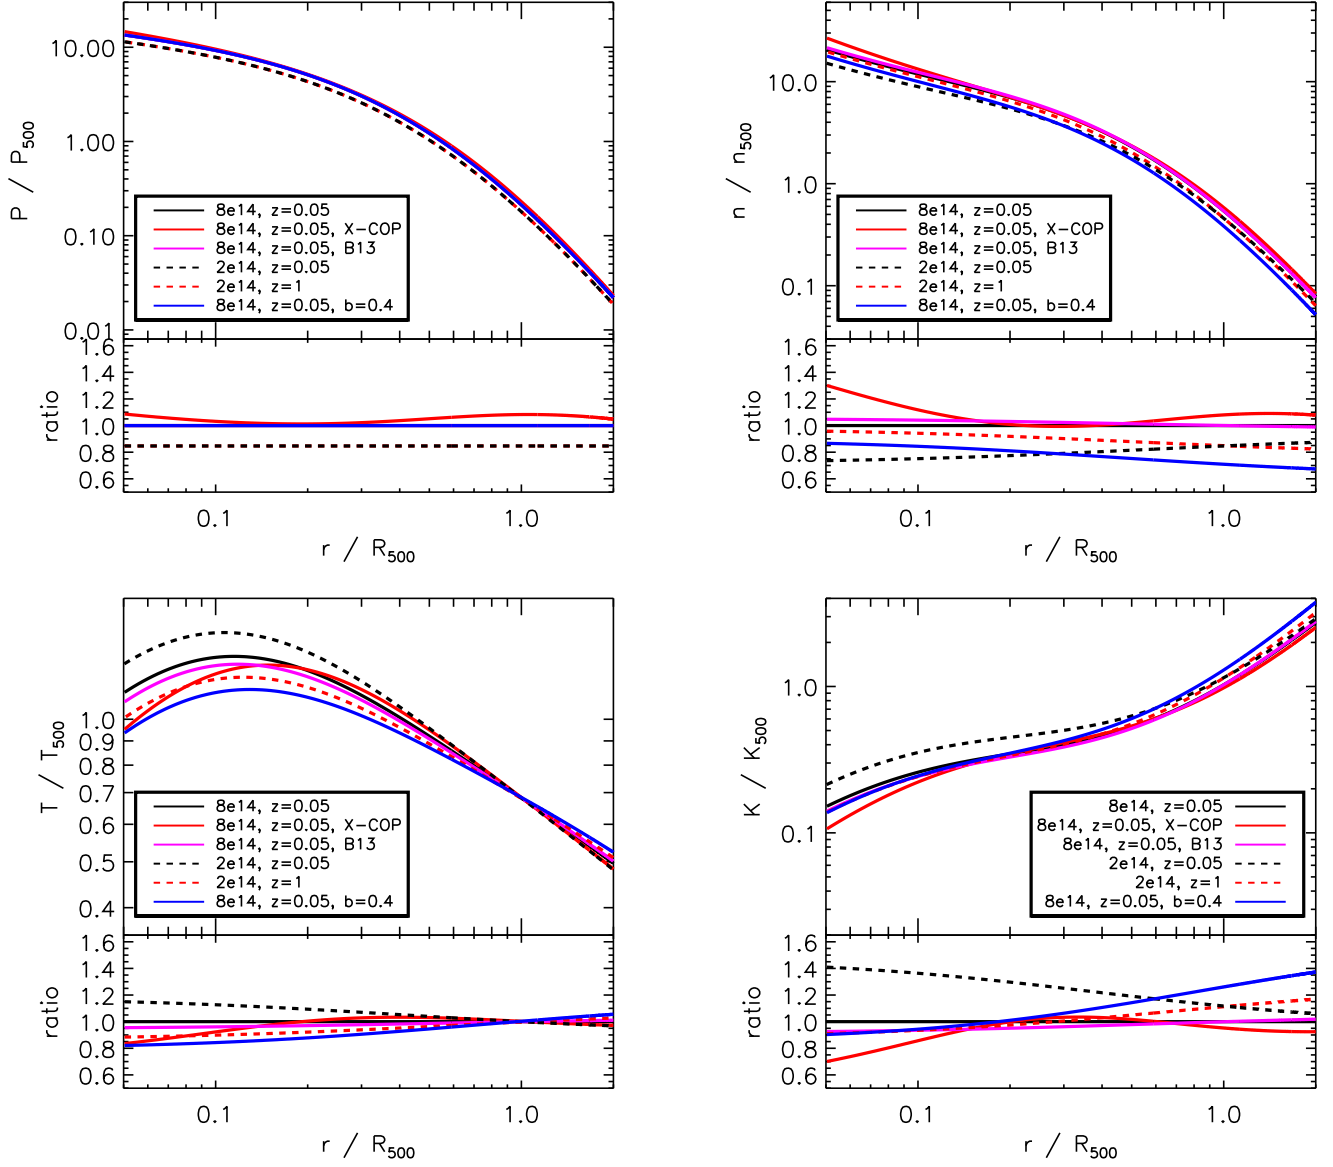 P / P500
10.00
1.00
0.10
0.01
8e14, z=0.05
8e14, z=0.05, X-COP
8e14, z=0.05, B13
2e14, z=0.05
2e14, z=1
8e14, z=0.05, b=0.4
ratio
1.6
1.4
1.2
1.0
0.8
0.6
0.1
1.0
r / R500
n / n500
10.0
1.0
0.1
8e14, z=0.05
8e14, z=0.05, X-COP
8e14, z=0.05, B13
2e14, z=0.05
2e14, z=1
8e14, z=0.05, b=0.4
ratio
1.6
1.4
1.2
1.0
0.8
0.6
0.1
1.0
r / R500
T / T500
1.0
0.9
0.8
0.7
0.6
0.5
0.4
8e14, z=0.05
8e14, z=0.05, X-COP
8e14, z=0.05, B13
2e14, z=0.05
2e14, z=1
8e14, z=0.05, b=0.4
ratio
1.6
1.4
1.2
1.0
0.8
0.6
0.1
1.0
r / R500
K / K500
1.0
0.1
8e14, z=0.05
8e14, z=0.05, X-COP
8e14, z=0.05, B13
2e14, z=0.05
2e14, z=1
8e14, z=0.05, b=0.4
ratio
1.6
1.4
1.2
1.0
0.8
0.6
0.1
1.0
r / R500